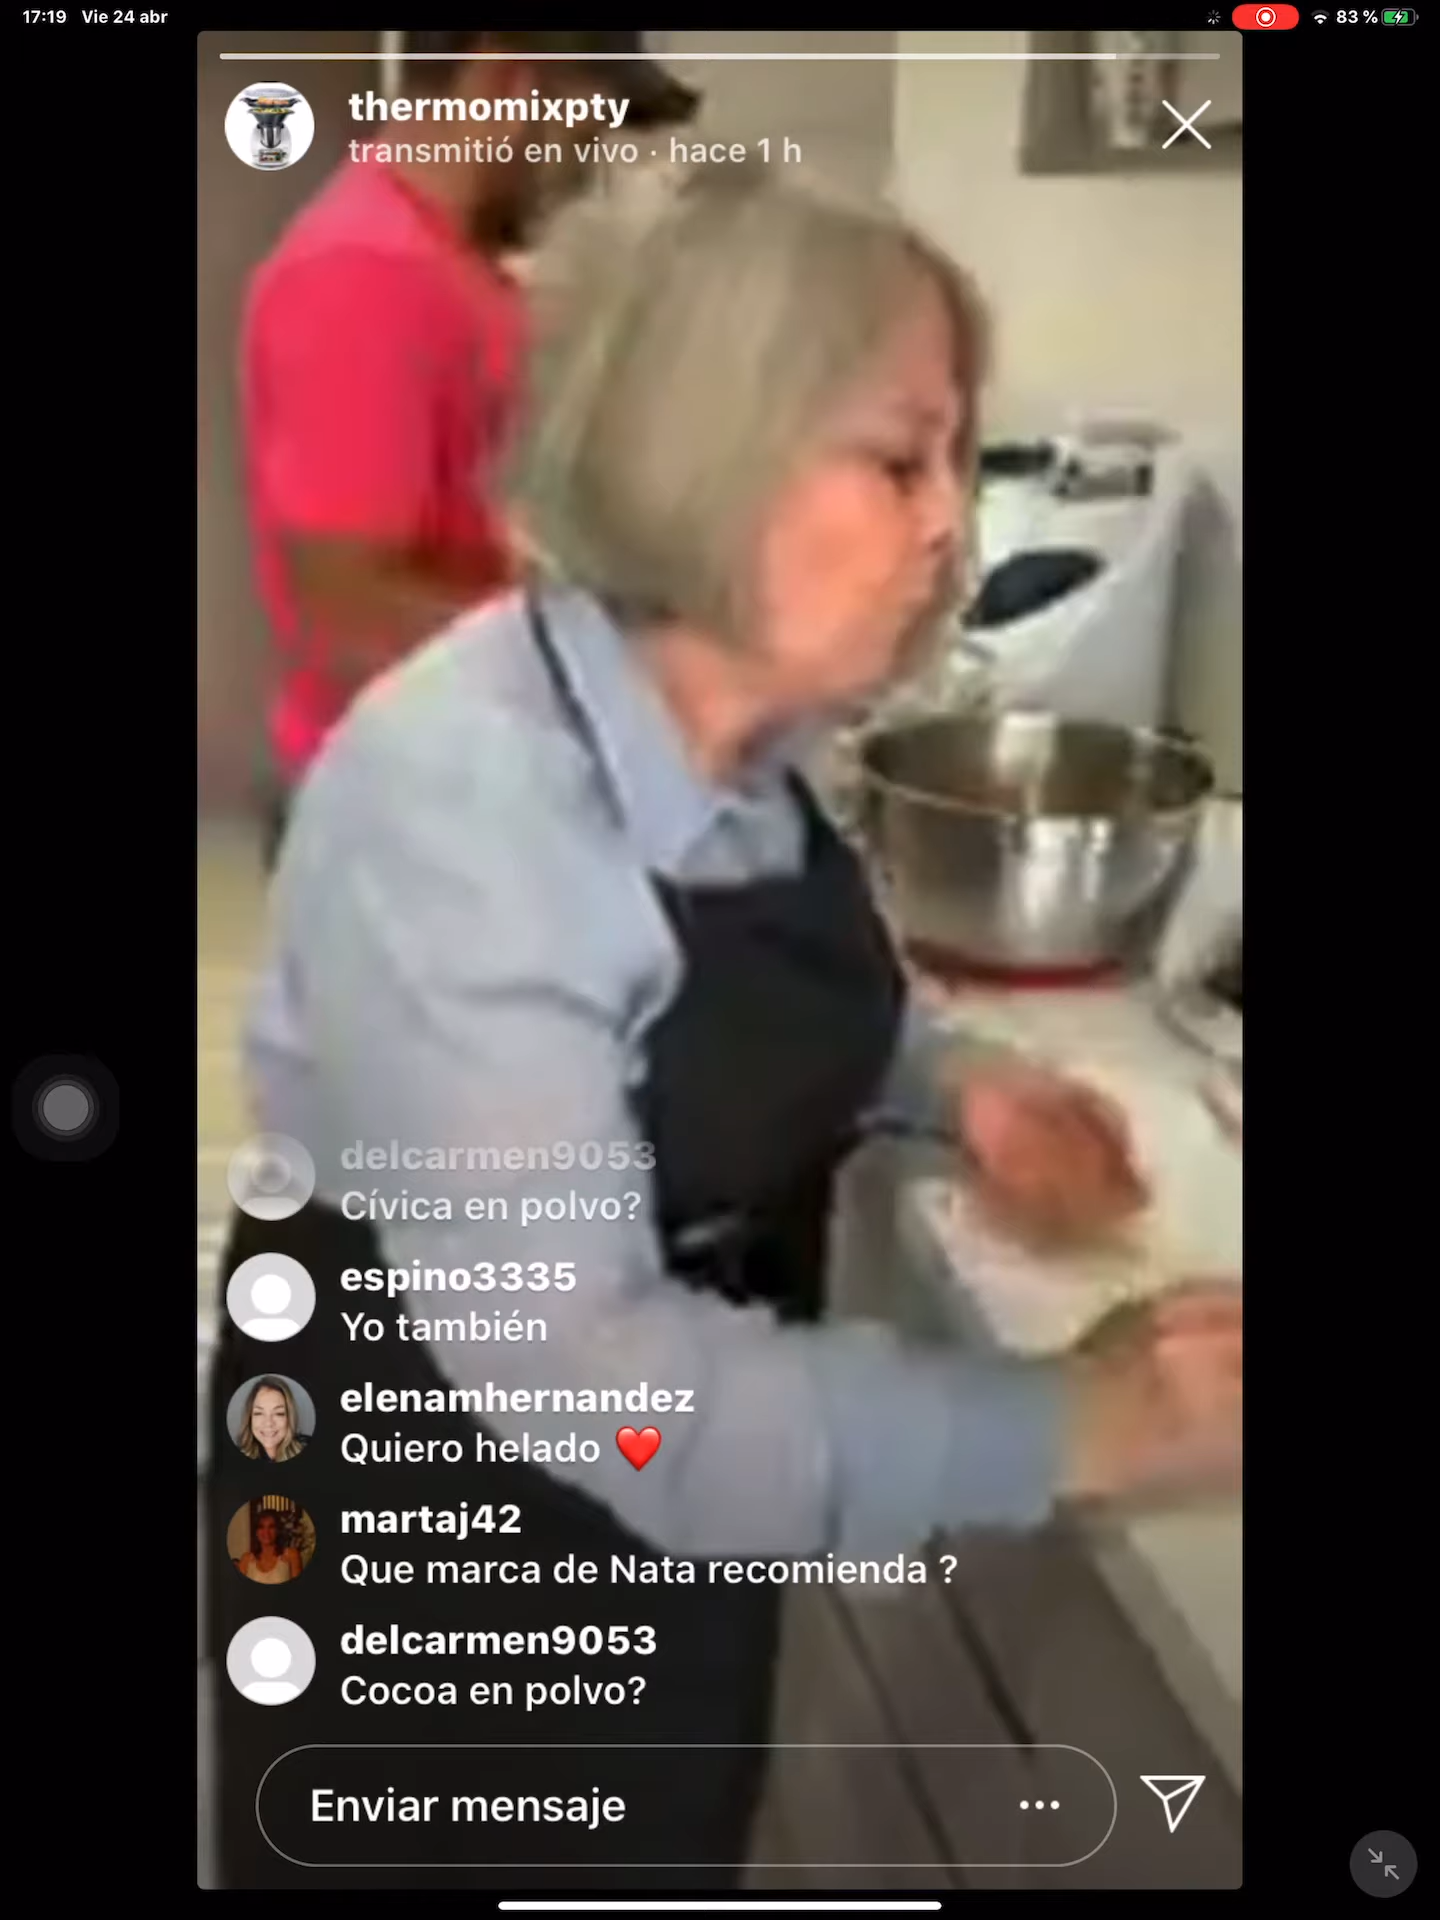 17:19 Vie 24 abr
83 %
thermomixpty
transmitió en vivo · hace 1 h
delcarmen9053
Cívica en polvo?
espino3335
Yo también
elenamhernandez
Quiero helado ❤️
martaj42
Que marca de Nata recomienda ?
delcarmen9053
Cocoa en polvo?
Enviar mensaje